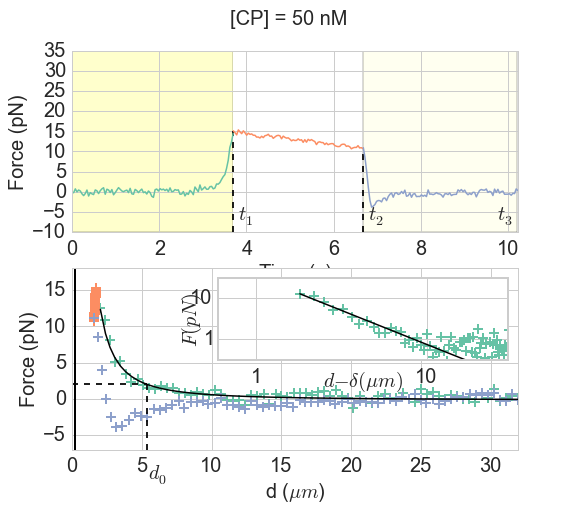 [CP] = 50 nM
Force (pN)
35
30
25
20
15
10
5
0
−5
−10
t1
t2
t3
0 2 4 6 8 10
Force (pN)
15
10
5
0
−5
F(pN)
10
1
1 10
d−δ(μm)
d0
0 5 10 15 20 25 30
d (μm)